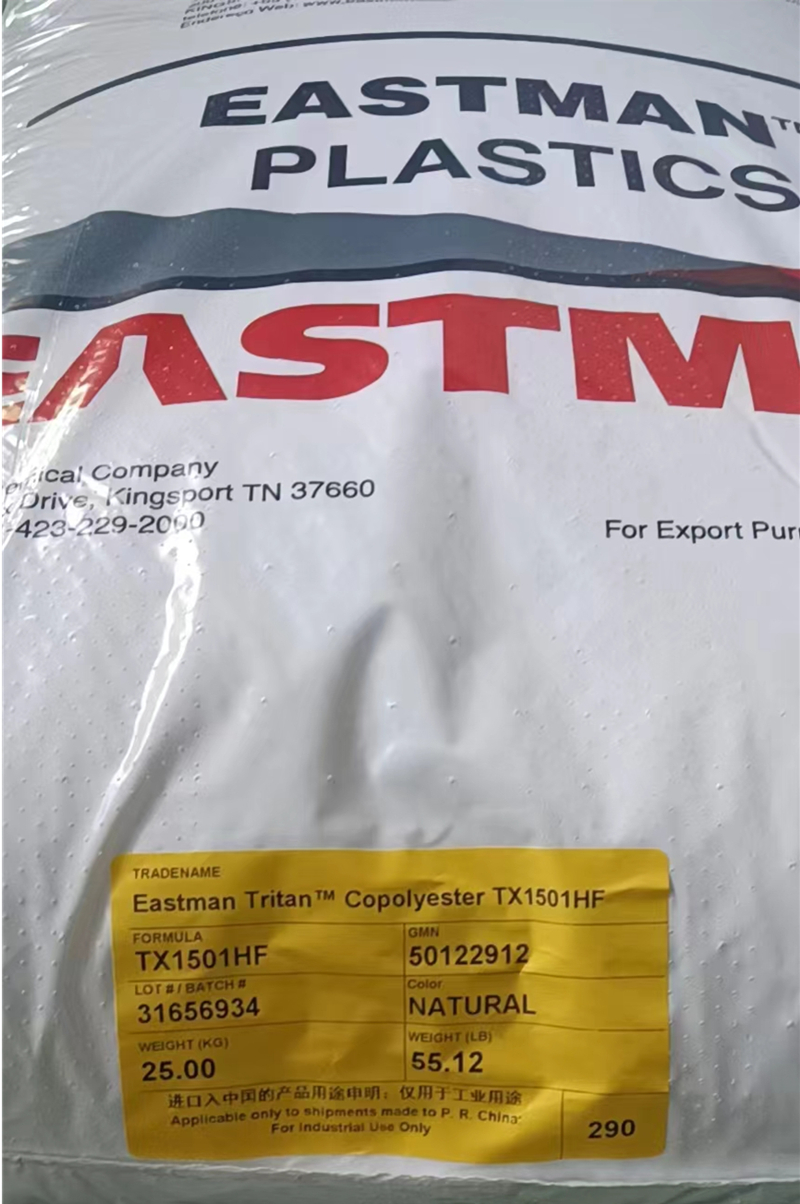 EASTMAN™
PLASTICS
EASTM
ical Company
Drive, Kingsport TN 37660
-423-229-2000
For Export Pur
TRADENAME
Eastman Tritan™ Copolyester TX1501HF
FORMULA
TX1501HF
GMN
50122912
LOT # / BATCH #
31656934
Color
NATURAL
WEIGHT (KG)
25.00
WEIGHT (LB)
55.12
进口入中国的产品用途申明：仅用于工业用途
Applicable only to shipments made to P. R. China:
For Industrial Use Only
290